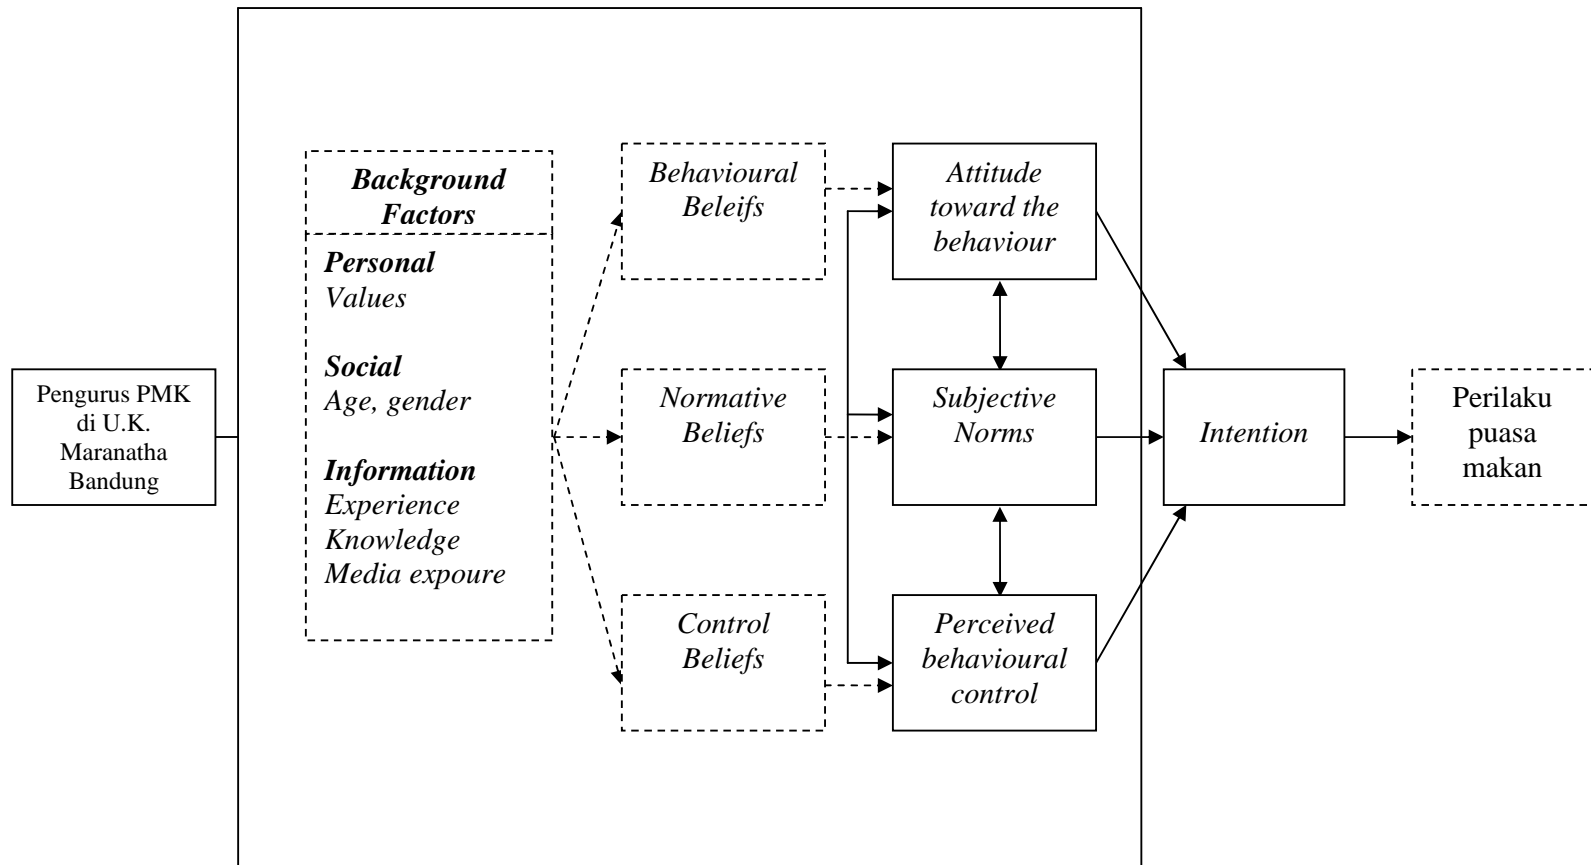 Pengurus PMK
di U.K.
Maranatha
Bandung
Background
Factors
Personal
Values
Social
Age, gender
Information
Experience
Knowledge
Media expoure
Behavioural
Beleifs
Normative
Beliefs
Control
Beliefs
Attitude
toward the
behaviour
Subjective
Norms
Perceived
behavioural
control
Intention
Perilaku
puasa
makan